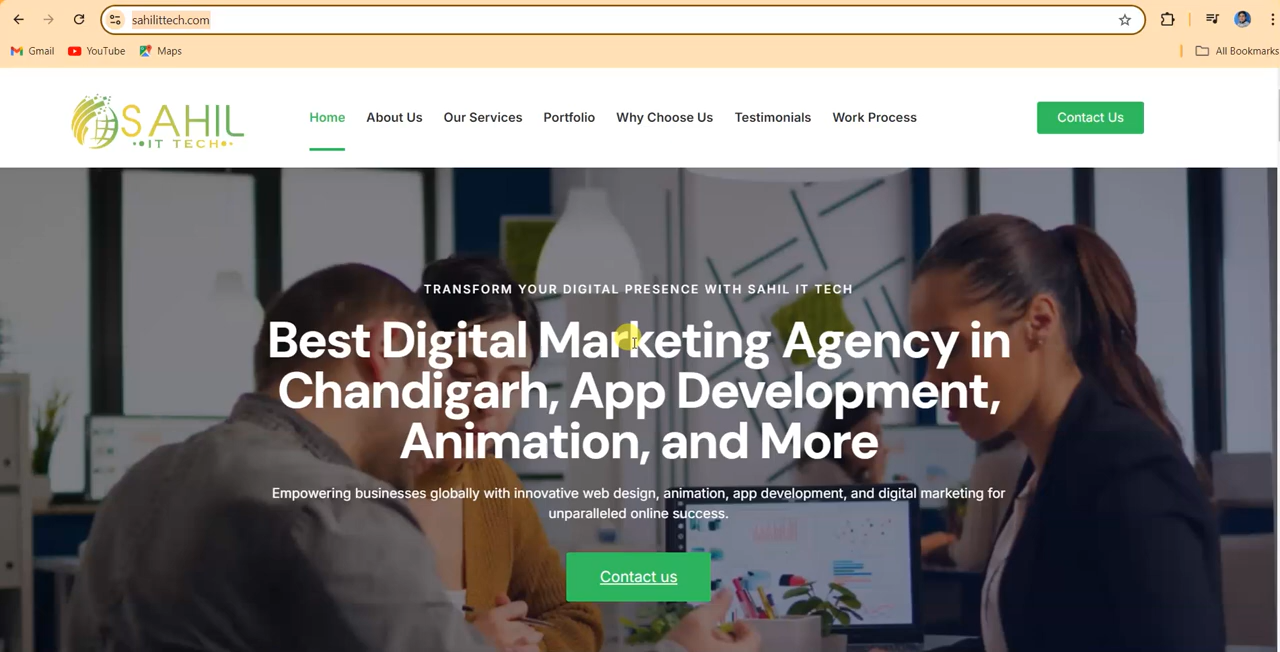 sahilittech.com
Gmail YouTube Maps All Bookmarks
SAHIL
IT TECH
Home About Us Our Services Portfolio Why Choose Us Testimonials Work Process Contact Us
TRANSFORM YOUR DIGITAL PRESENCE WITH SAHIL IT TECH
Best Digital Marketing Agency in
Chandigarh, App Development,
Animation, and More
Empowering businesses globally with innovative web design, animation, app development, and digital marketing for
unparalleled online success.
Contact us